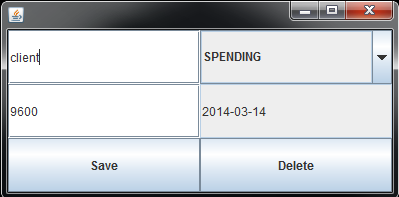 client
SPENDING
9600
2014-03-14
Save
Delete